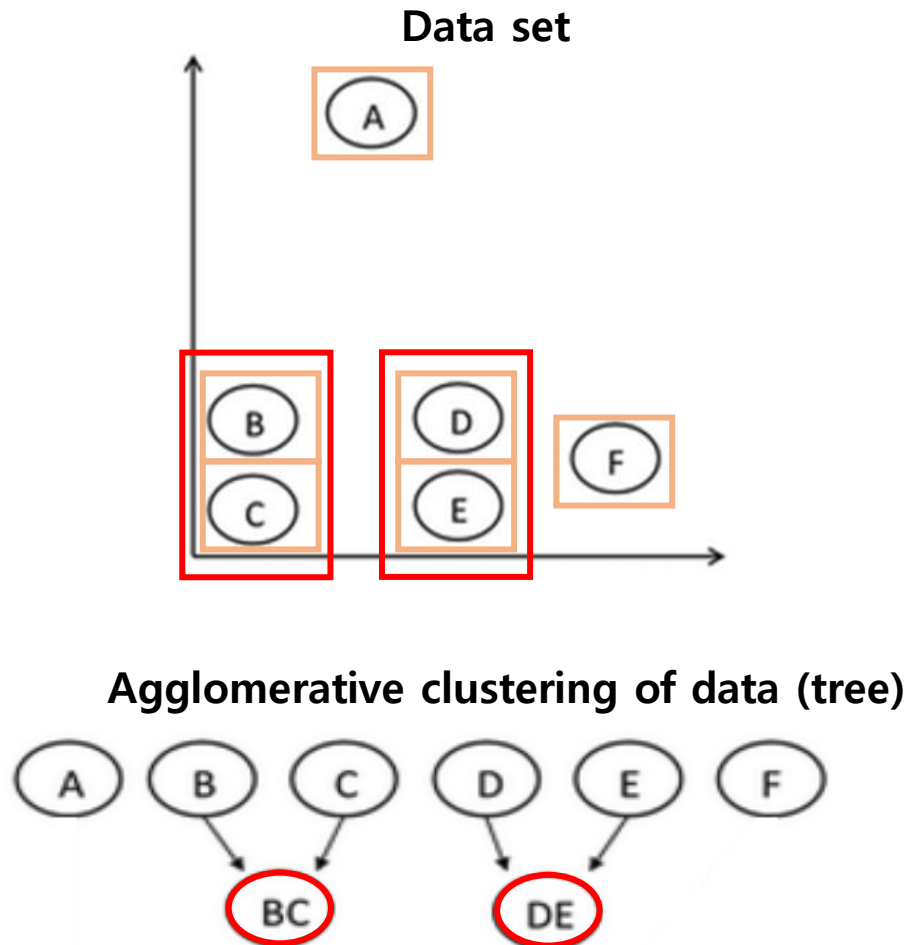 Data set
A
B
D
F
C
E
Agglomerative clustering of data (tree)
A B C D E F
BC DE